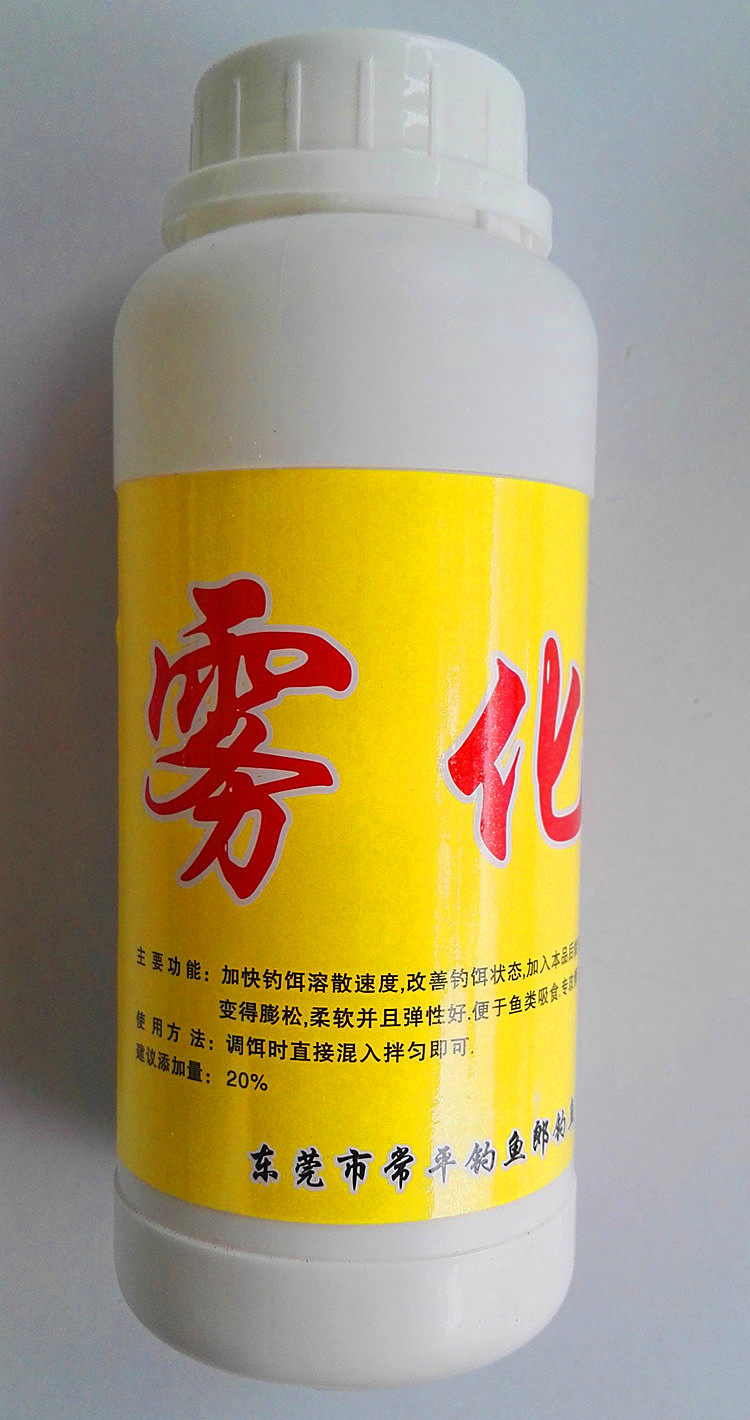 雾化
主要功能：加快钓饵溶散速度,改善钓饵状态,加入本品后
变得膨松,柔软并且弹性好.便于鱼类吸食.专
使用方法：调饵时直接混入拌匀即可.
建议添加量：20%
东莞市常平钓鱼郎钓